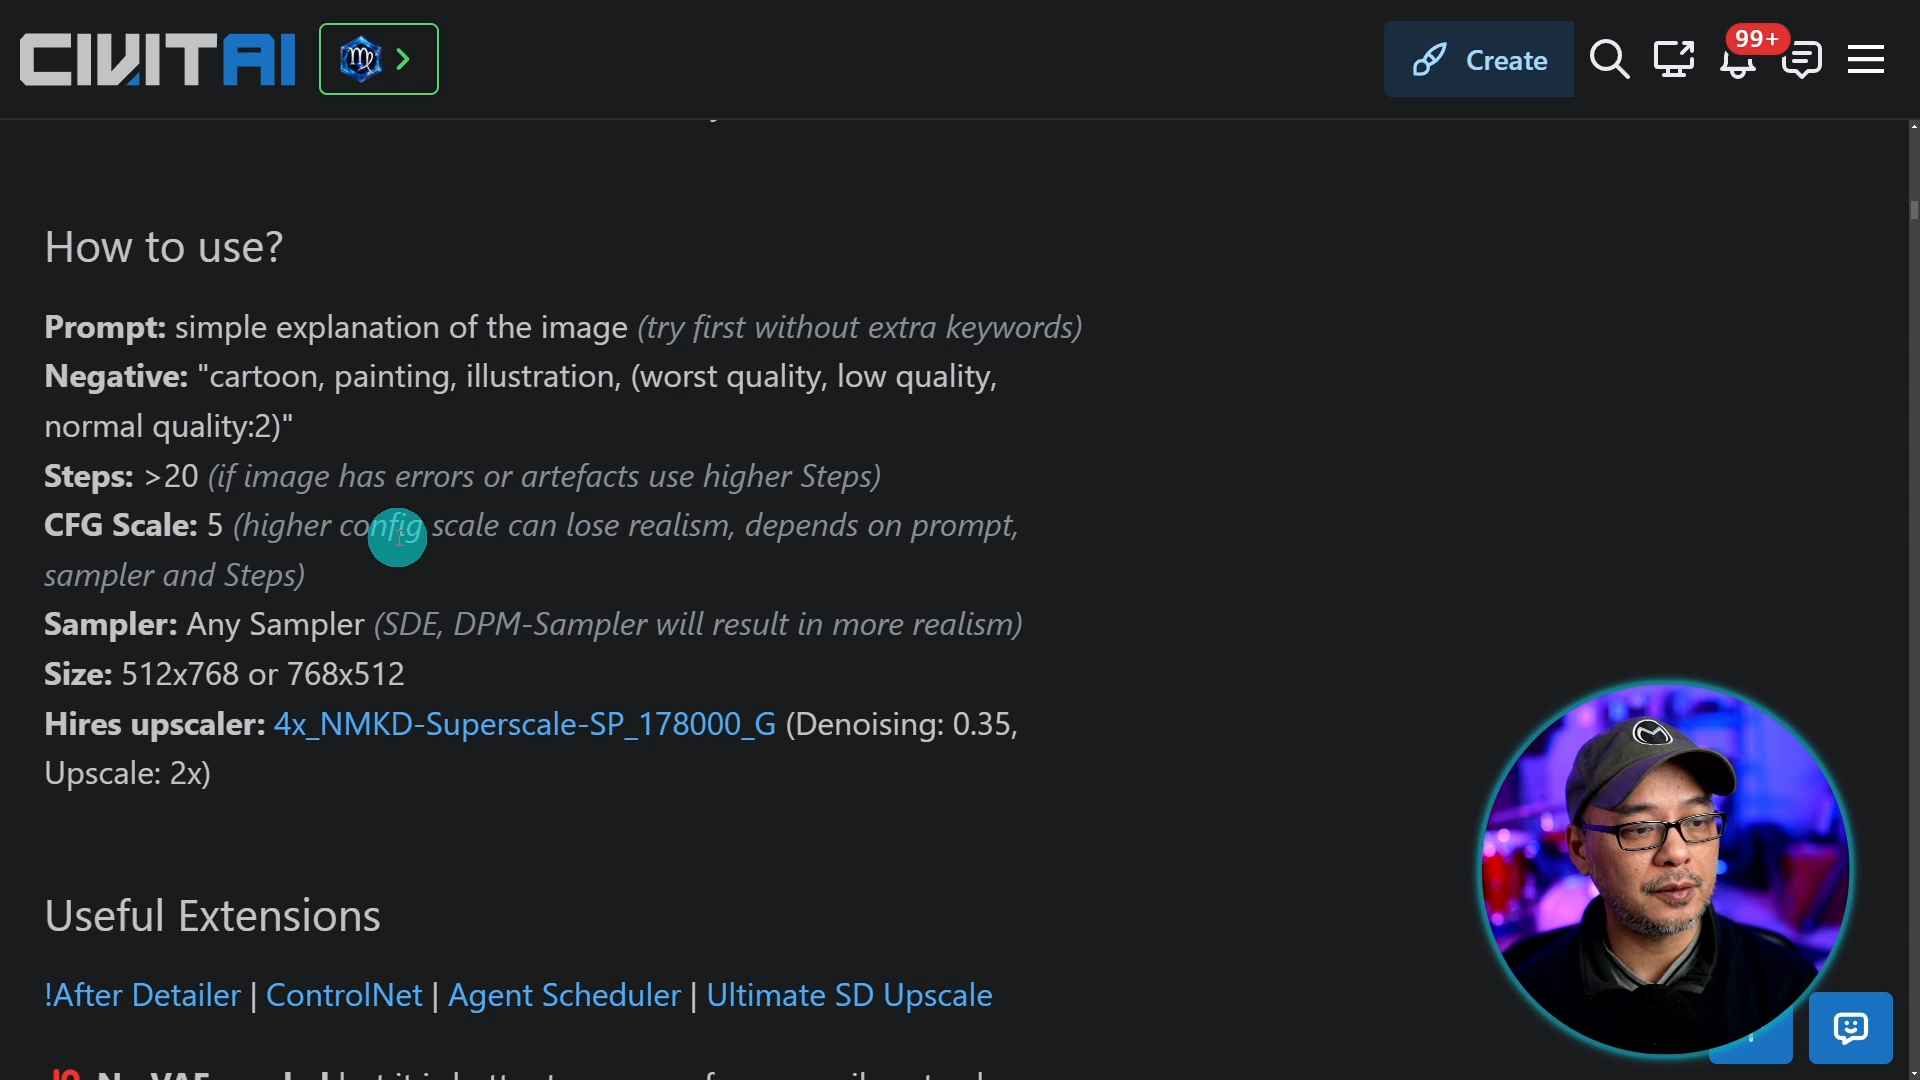 CIVITAI
Create
99+
How to use?
Prompt: simple explanation of the image (try first without extra keywords)
Negative: "cartoon, painting, illustration, (worst quality, low quality,
normal quality:2)"
Steps: >20 (if image has errors or artefacts use higher Steps)
CFG Scale: 5 (higher config scale can lose realism, depends on prompt,
sampler and Steps)
Sampler: Any Sampler (SDE, DPM-Sampler will result in more realism)
Size: 512x768 or 768x512
Hires upscaler: 4x_NMKD-Superscale-SP_178000_G (Denoising: 0.35,
Upscale: 2x)
Useful Extensions
!After Detailer | ControlNet | Agent Scheduler | Ultimate SD Upscale